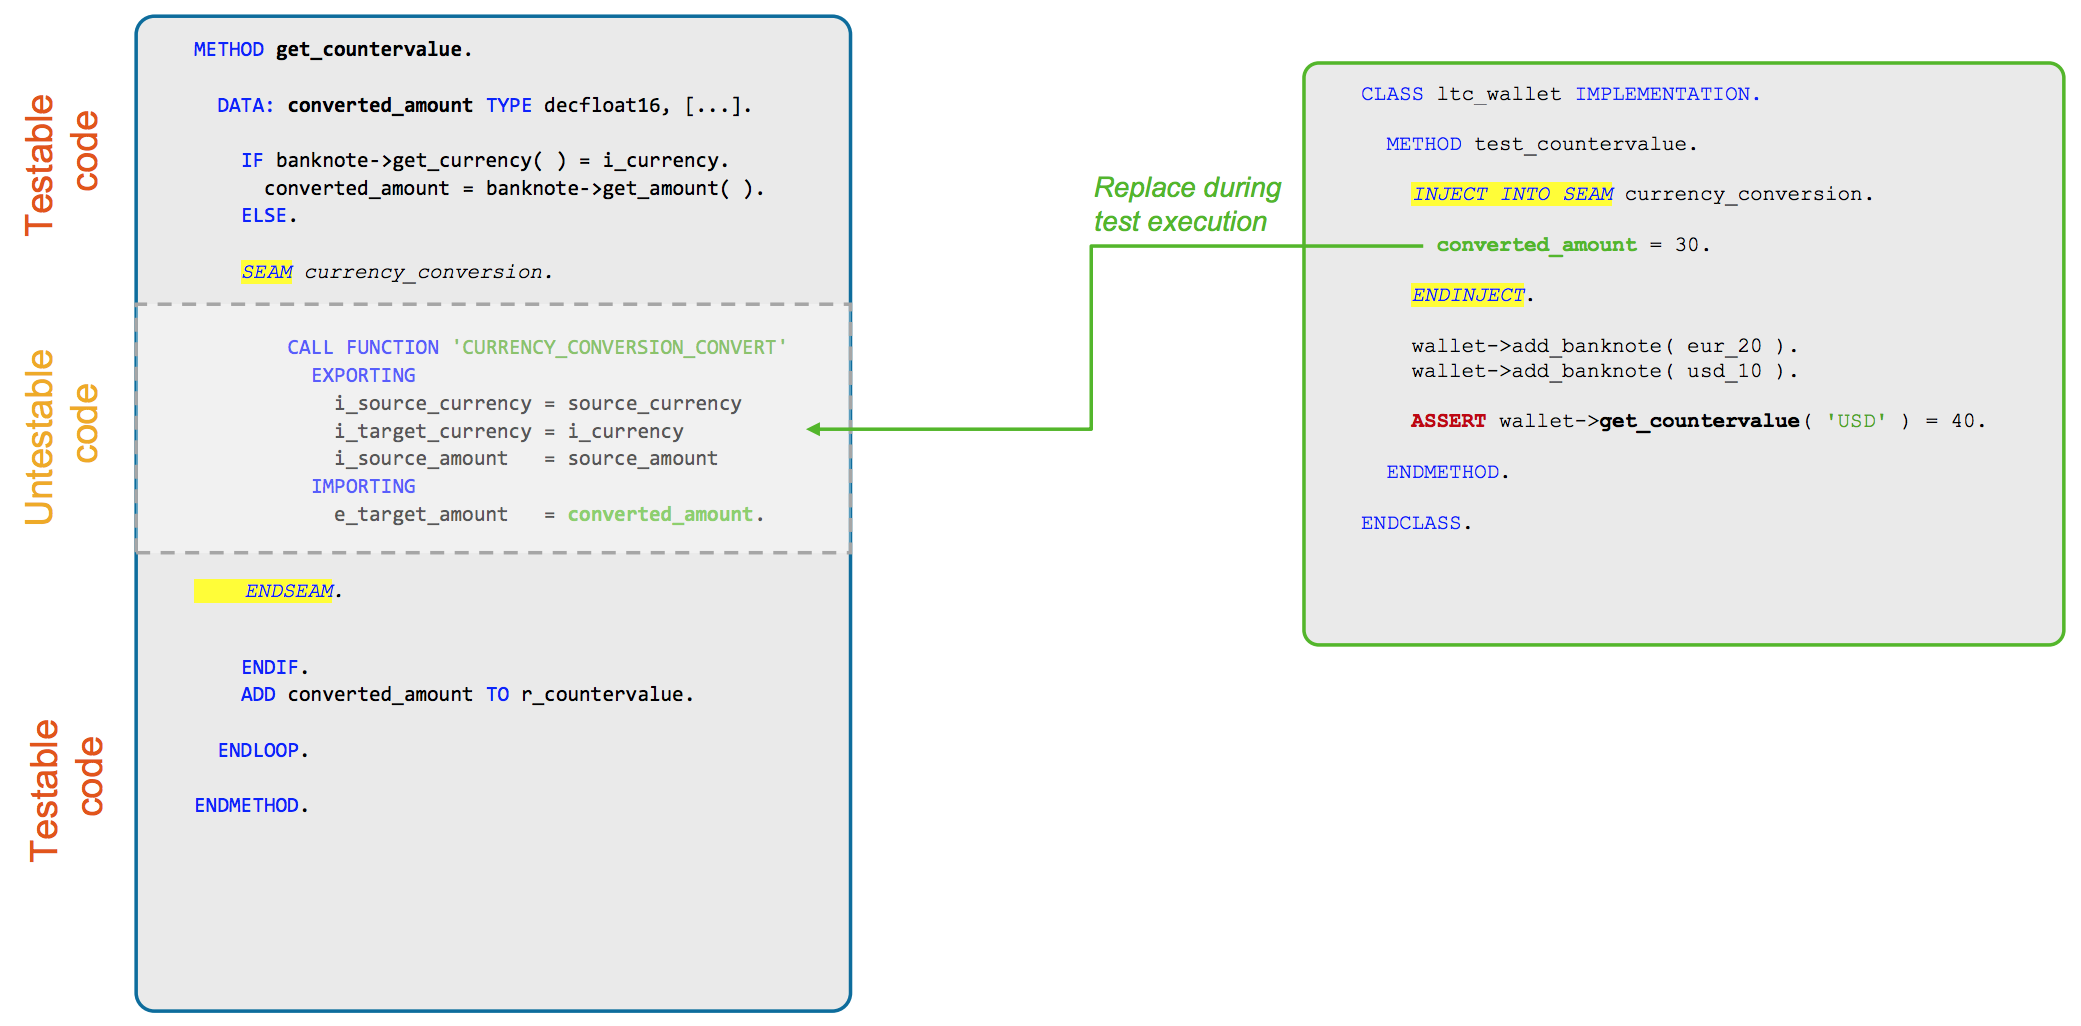 Testable
code
METHOD get_countervalue.
DATA: converted_amount TYPE decfloat16, [...].
IF banknote->get_currency( ) = i_currency.
converted_amount = banknote->get_amount( ).
ELSE.
SEAM currency_conversion.
Untestable
code
CALL FUNCTION 'CURRENCY_CONVERSION_CONVERT'
EXPORTING
i_source_currency = source_currency
i_target_currency = i_currency
i_source_amount = source_amount
IMPORTING
e_target_amount = converted_amount.
ENDSEAM.
Testable
code
ENDIF.
ADD converted_amount TO r_countervalue.
ENDLOOP.
ENDMETHOD.
Replace during
test execution
CLASS ltc_wallet IMPLEMENTATION.
METHOD test_countervalue.
INJECT INTO SEAM currency_conversion.
converted_amount = 30.
ENDINJECT.
wallet->add_banknote( eur_20 ).
wallet->add_banknote( usd_10 ).
ASSERT wallet->get_countervalue( 'USD' ) = 40.
ENDMETHOD.
ENDCLASS.